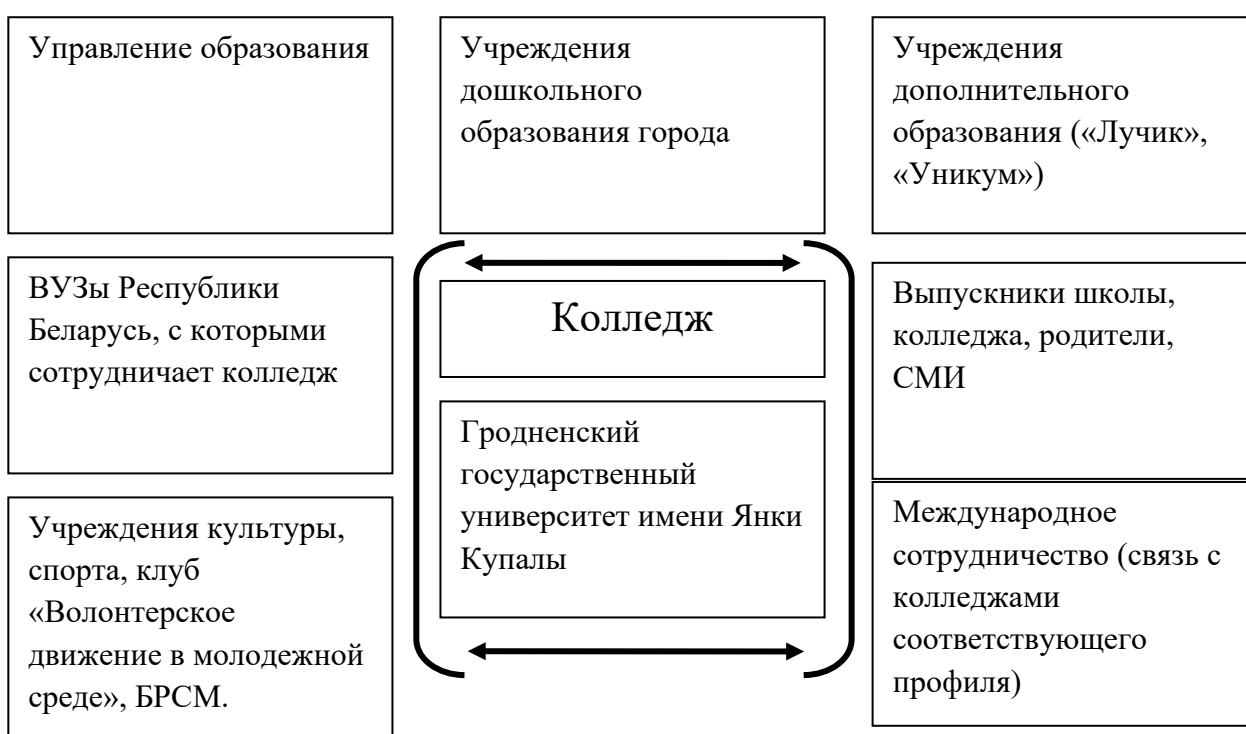 Управление образования
Учреждения
дошкольного
образования города
Учреждения
дополнительного
образования («Лучик»,
«Уникум»)
ВУЗы Республики
Беларусь, с которыми
сотрудничает колледж
Колледж
Выпускники школы,
колледжа, родители,
СМИ
Гродненский
государственный
университет имени Янки
Купалы
Учреждения культуры,
спорта, клуб
«Волонтерское
движение в молодежной
среде», БРСМ.
Международное
сотрудничество (связь с
колледжами
соответствующего
профиля)